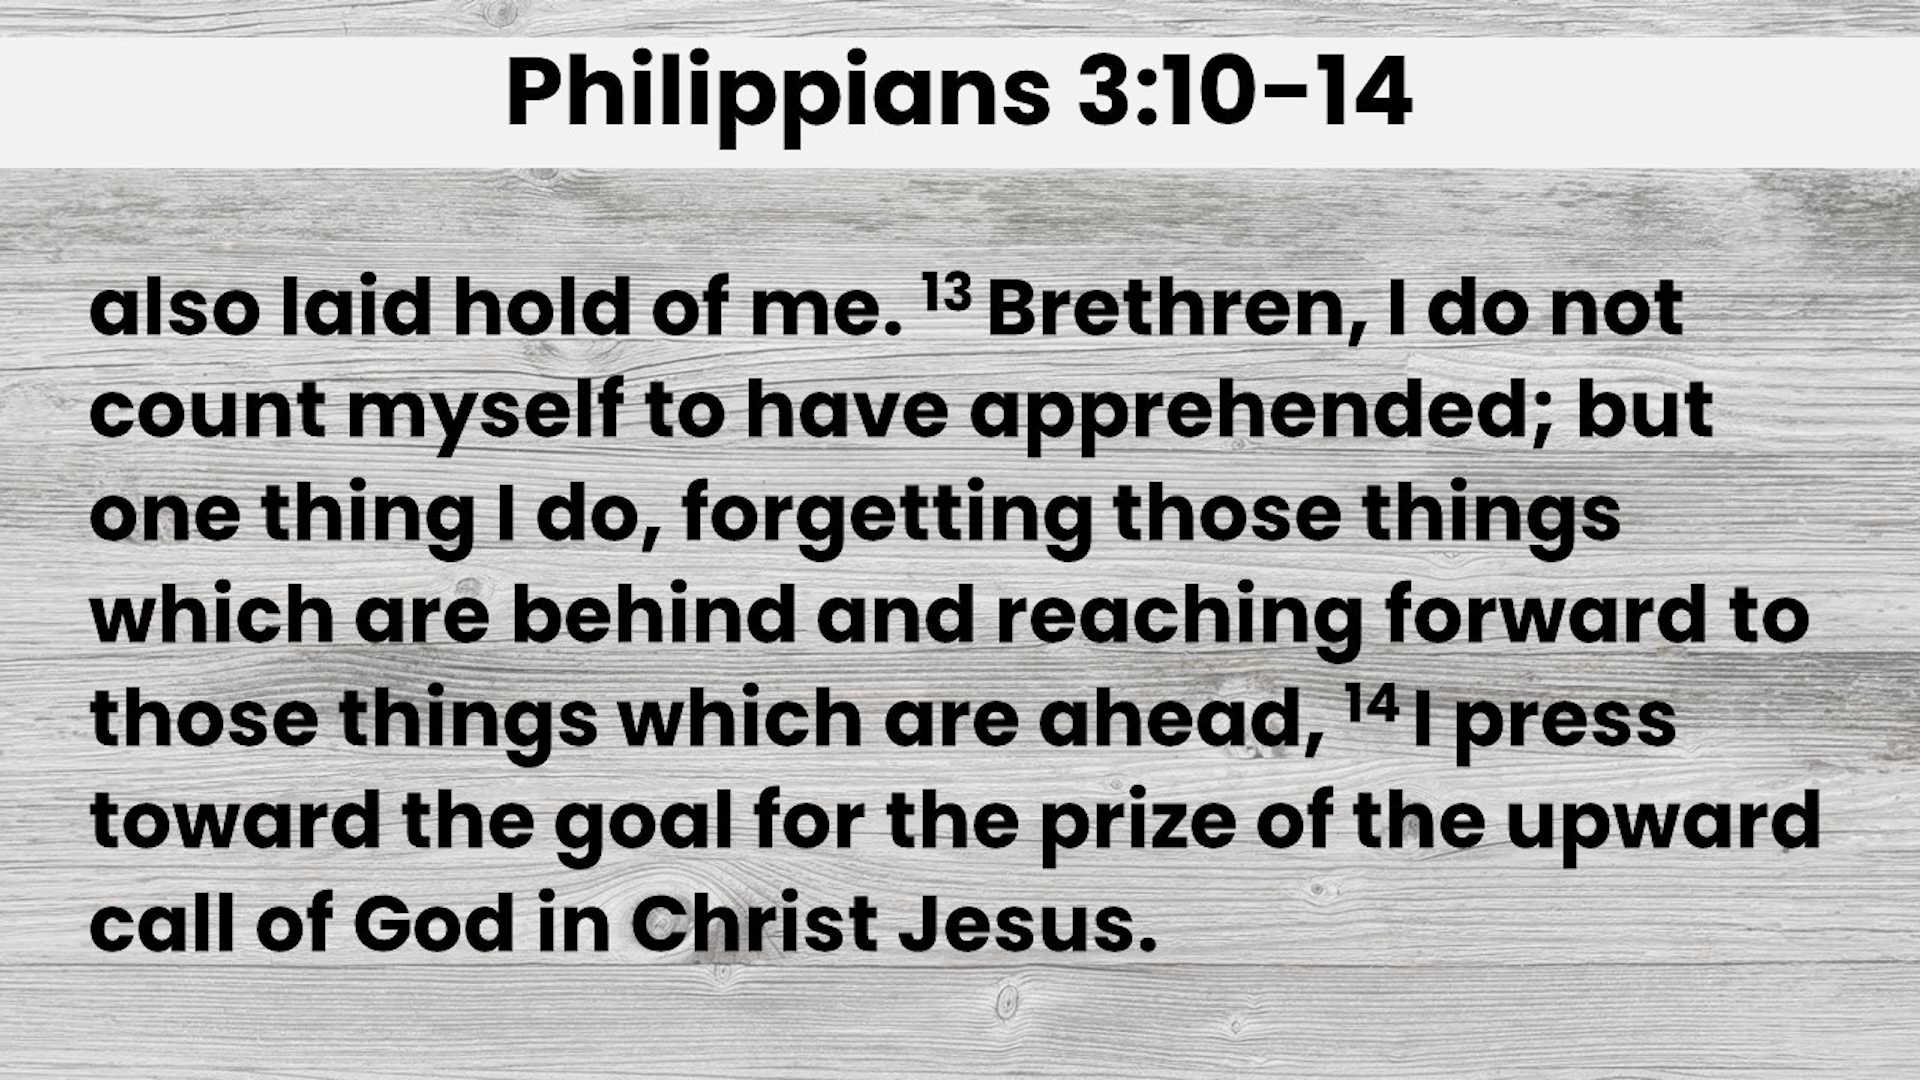 Philippians 3:10-14
also laid hold of me. 13 Brethren, I do not
count myself to have apprehended; but
one thing I do, forgetting those things
which are behind and reaching forward to
those things which are ahead, 14 I press
toward the goal for the prize of the upward
call of God in Christ Jesus.